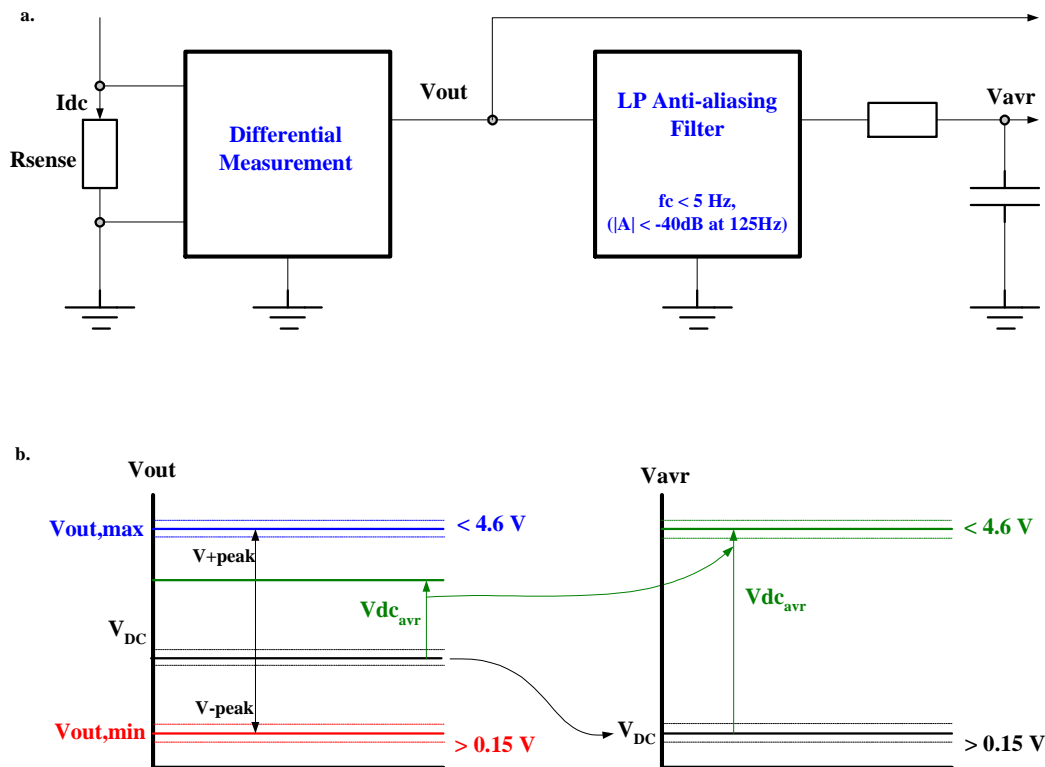 a.
Idc
Rsense
Differential
Measurement
Vout
LP Anti-aliasing
Filter
fc < 5 Hz,
(|A| < -40dB at 125Hz)
Vavr
b.
Vout
Vout,max
V+peak
< 4.6 V
Vdcavr
VDC
V-peak
Vout,min
> 0.15 V
Vavr
< 4.6 V
Vdcavr
VDC
> 0.15 V